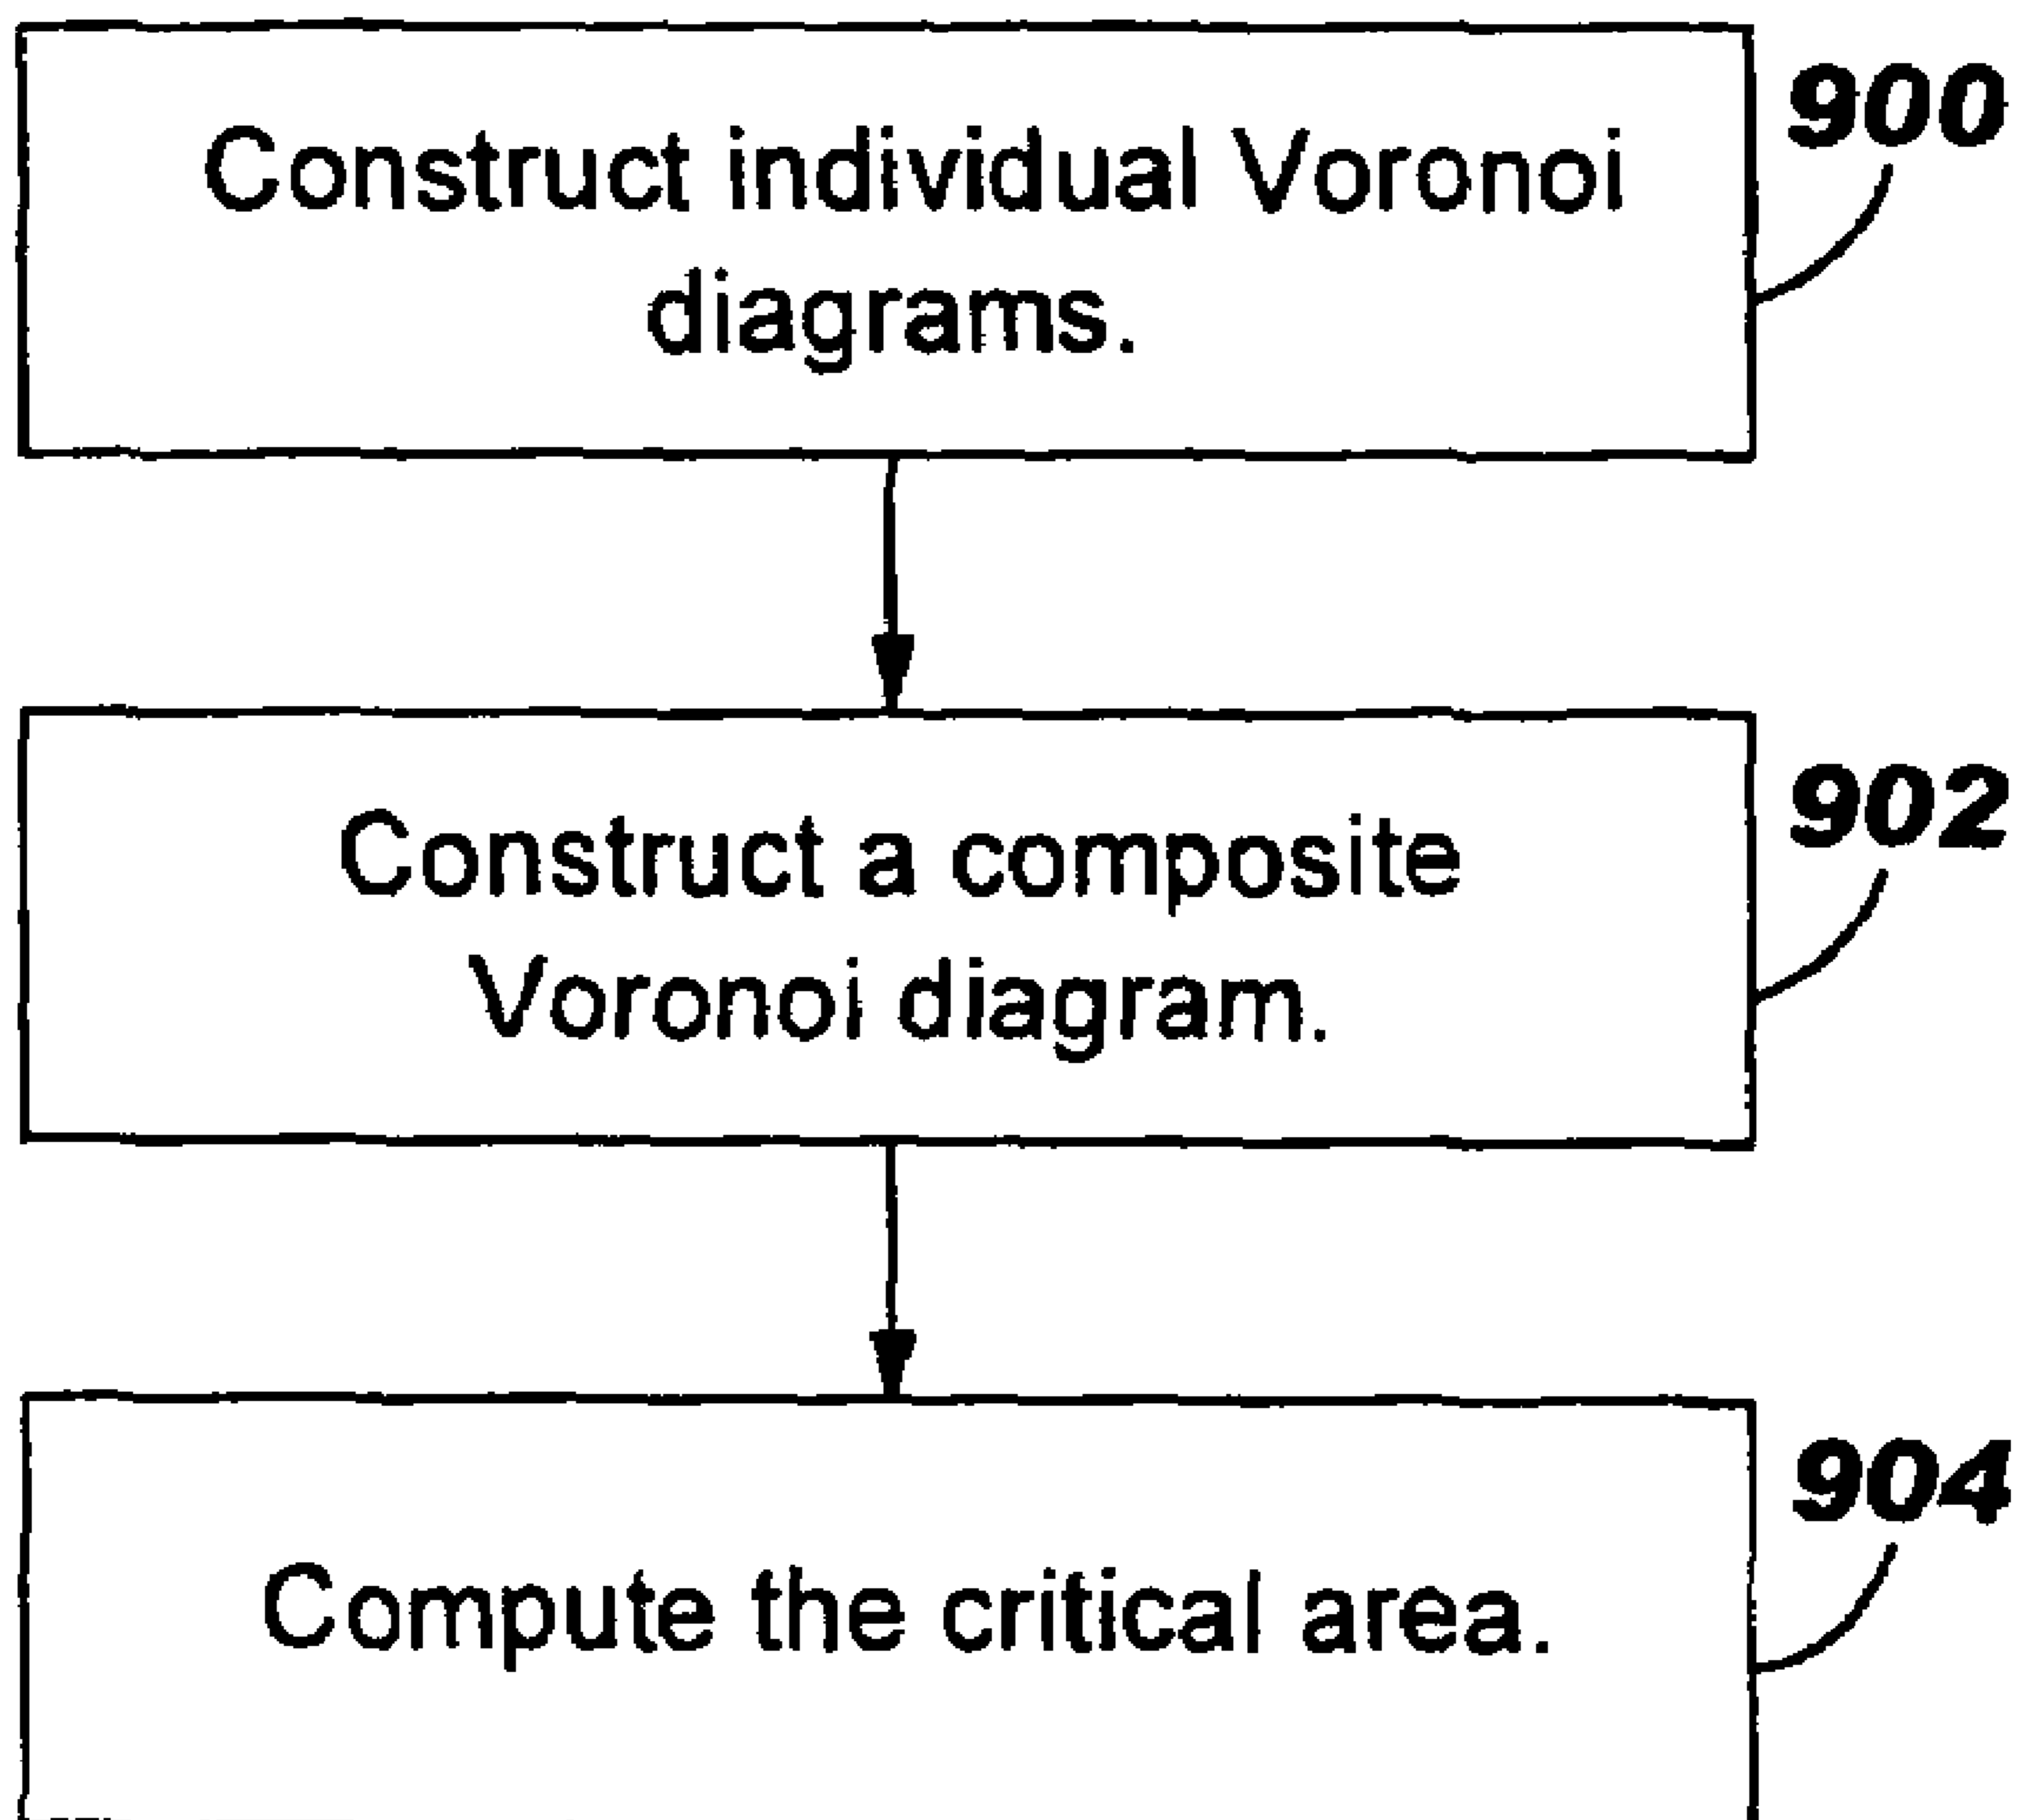 Construct individual Voronoi
diagrams.
900
Construct a composite
Voronoi diagram.
902
Compute the critical area.
904